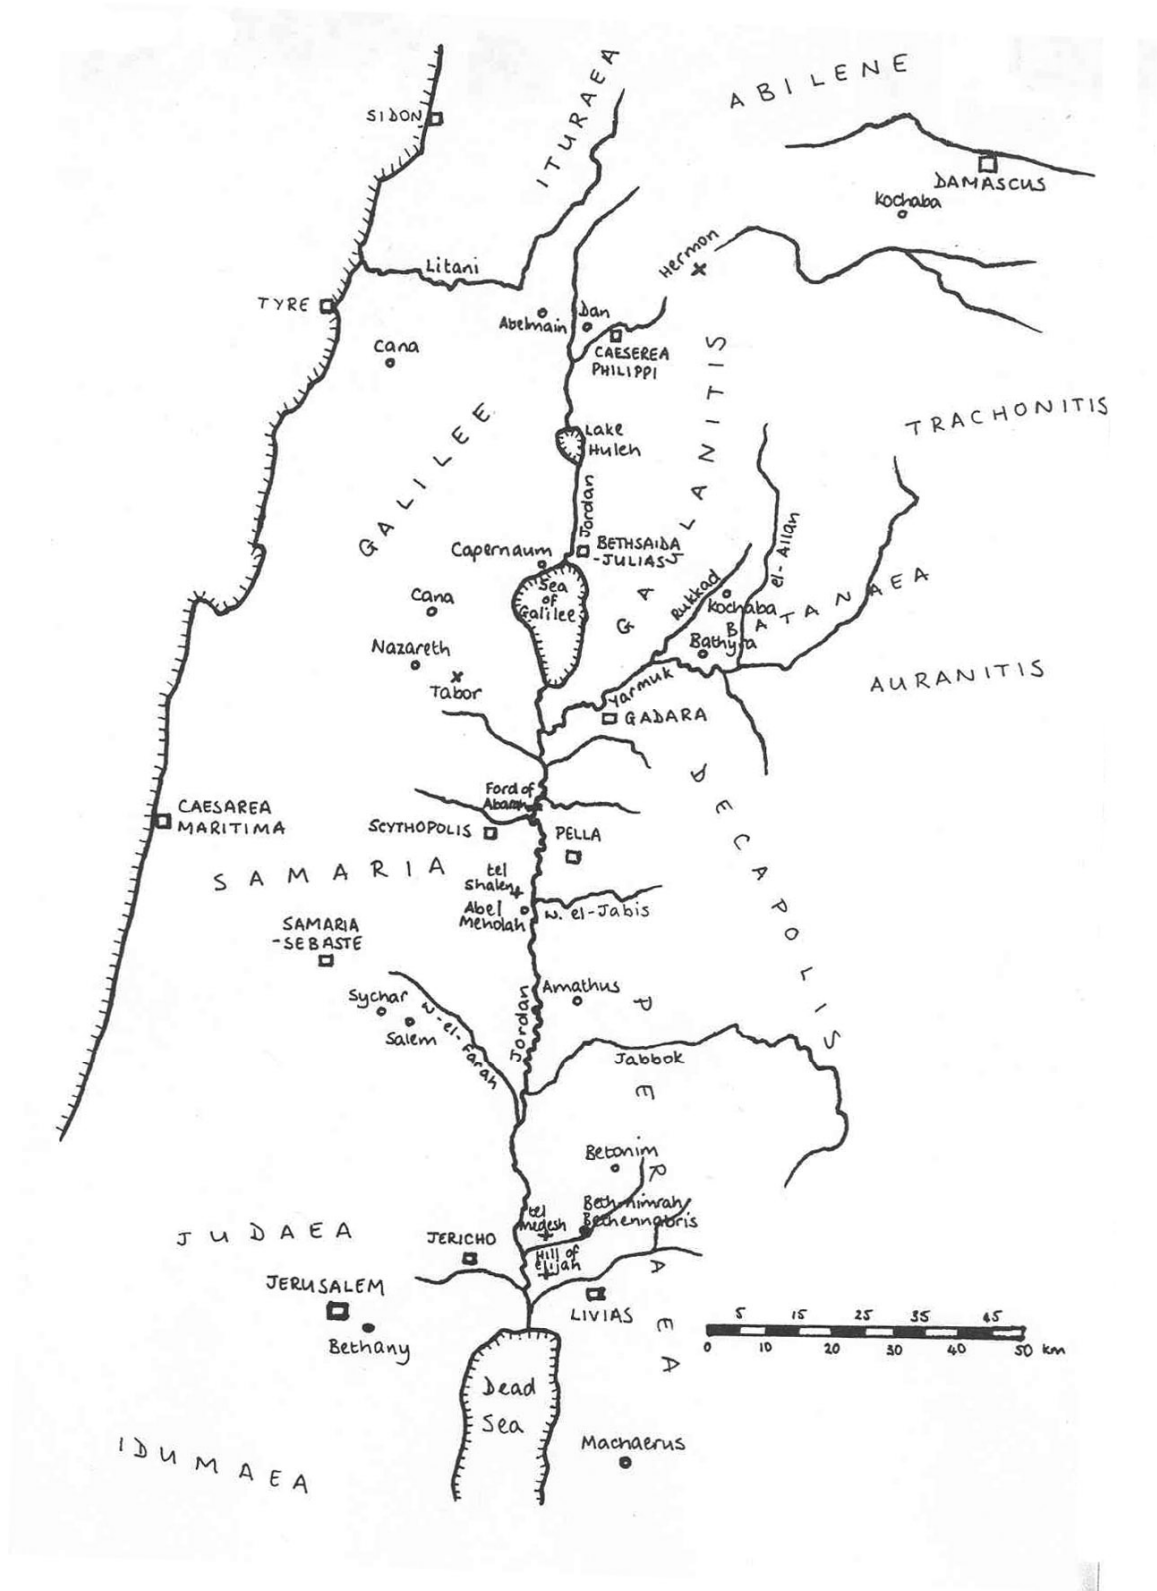 ABILENE
ITURAEA
SIDON
DAMASCUS
Kochaba
Hermon
Litani
TYRE
Abelmain
Dan
CAESEREA
PHILIPPI
Cana
GALILEE
GAULANITIS
TRACHONITIS
Lake
Huleh
Jordan
el-Allan
Capernaum
BETHSAIDA
-JULIAS
Sea
of
Galilee
Rukkad
Kochaba
BATANAEA
Cana
Bathyra
Nazareth
Tabor
Yarmuk
AURANITIS
GADARA
DECAPOLIS
Ford of
CAESAREA
MARITIMA
SCYTHOPOLIS
PELLA
SAMARIA
tel
Shalem
Abel
Meholah
W. el-Jabis
SAMARIA
-SEBASTE
Amathus
Sychar
Salem
W-el-Farah
Jordan
Jabbok
PEREA
Betonim
Beth-nimrah
Bethennabris
tel
Medesh
JUDAEA
JERICHO
Hill of
Elijah
JERUSALEM
LIVIAS
Bethany
5 15 25 35 45
0 10 20 30 40 50 km
Dead
Sea
Machaerus
IDUMAEA